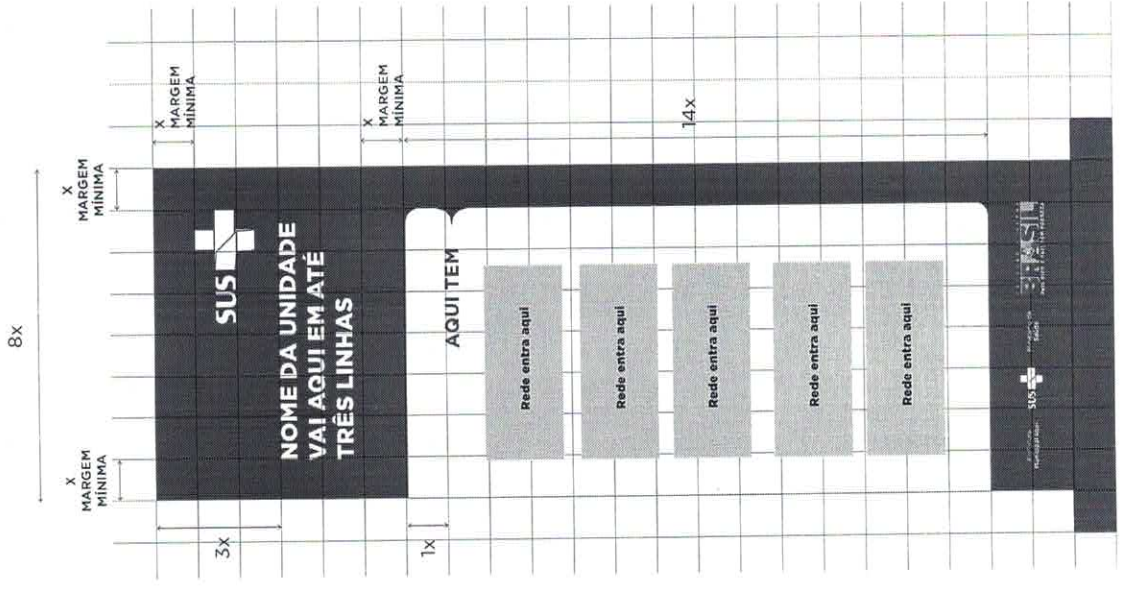 8x
X
MARGEM
MÍNIMA
X
MARGEM
MÍNIMA
X
MARGEM
MÍNIMA
3x
SUS
NOME DA UNIDADE
VAI AQUI EM ATÉ
TRÊS LINHAS
X
MARGEM
MÍNIMA
1x
AQUI TEM
14x
Rede entra aqui
Rede entra aqui
Rede entra aqui
Rede entra aqui
Rede entra aqui
SUS
BRASIL